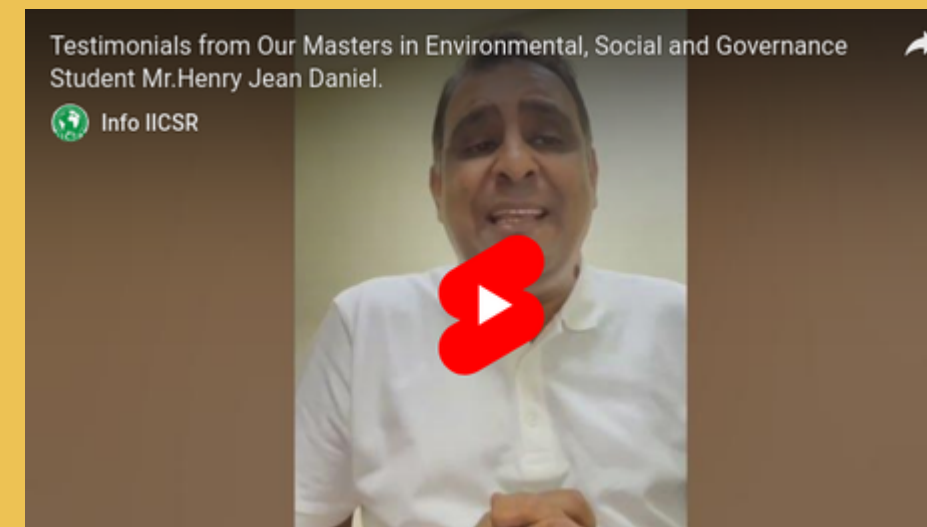 Testimonials from Our Masters in Environmental, Social and Governance
Student Mr.Henry Jean Daniel.
Info IICSR